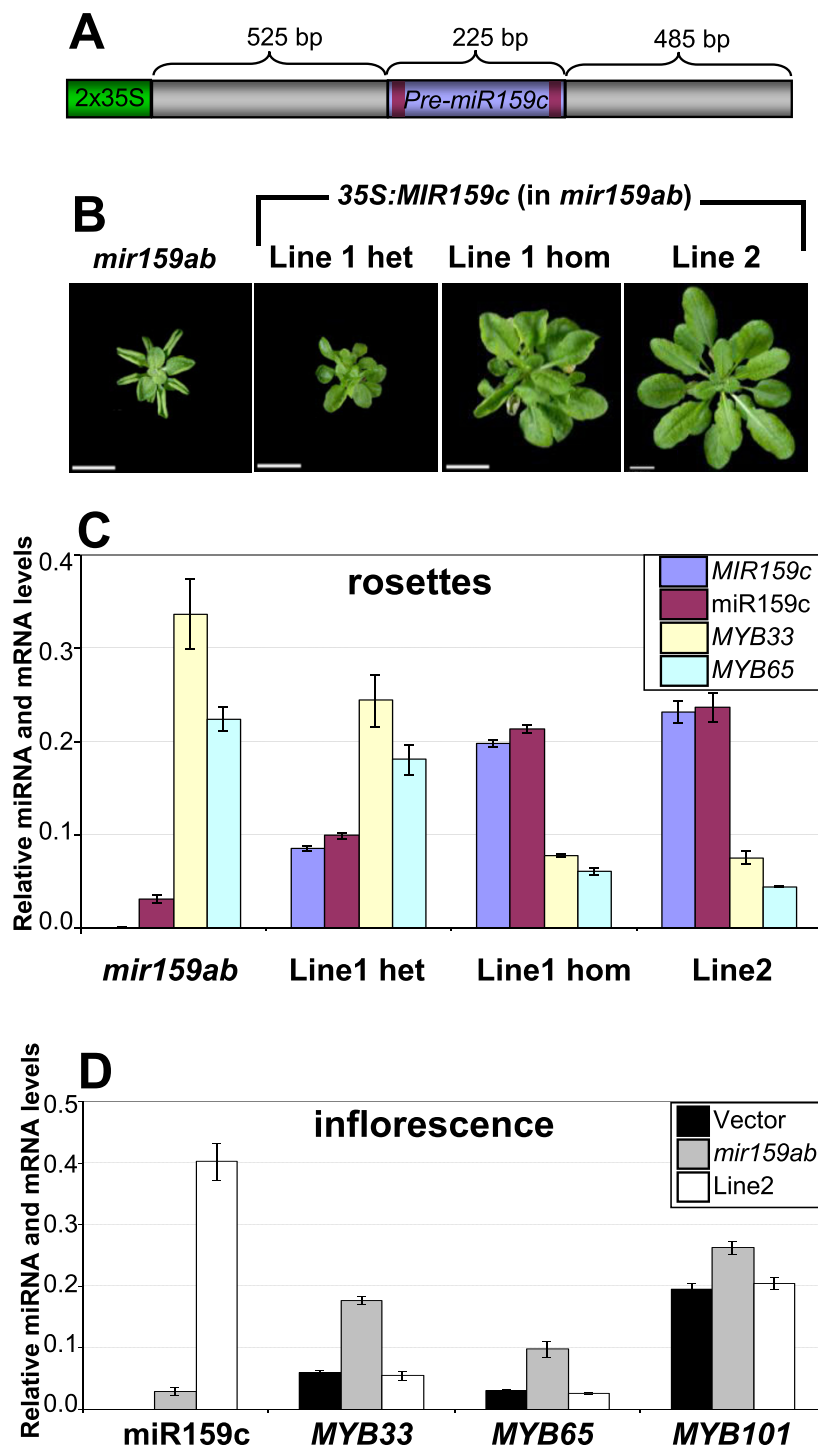 A
525 bp
225 bp
485 bp
2x35S
Pre-miR159c
B
35S:MIR159c (in mir159ab)
mir159ab
Line 1 het
Line 1 hom
Line 2
C
Relative miRNA and mRNA levels
rosettes
MIR159c
miR159c
MYB33
MYB65
0.4
0.3
0.2
0.1
0.0
mir159ab
Line1 het
Line1 hom
Line2
D
Relative miRNA and mRNA levels
inflorescence
Vector
mir159ab
Line2
0.5
0.4
0.3
0.2
0.1
0.0
miR159c
MYB33
MYB65
MYB101